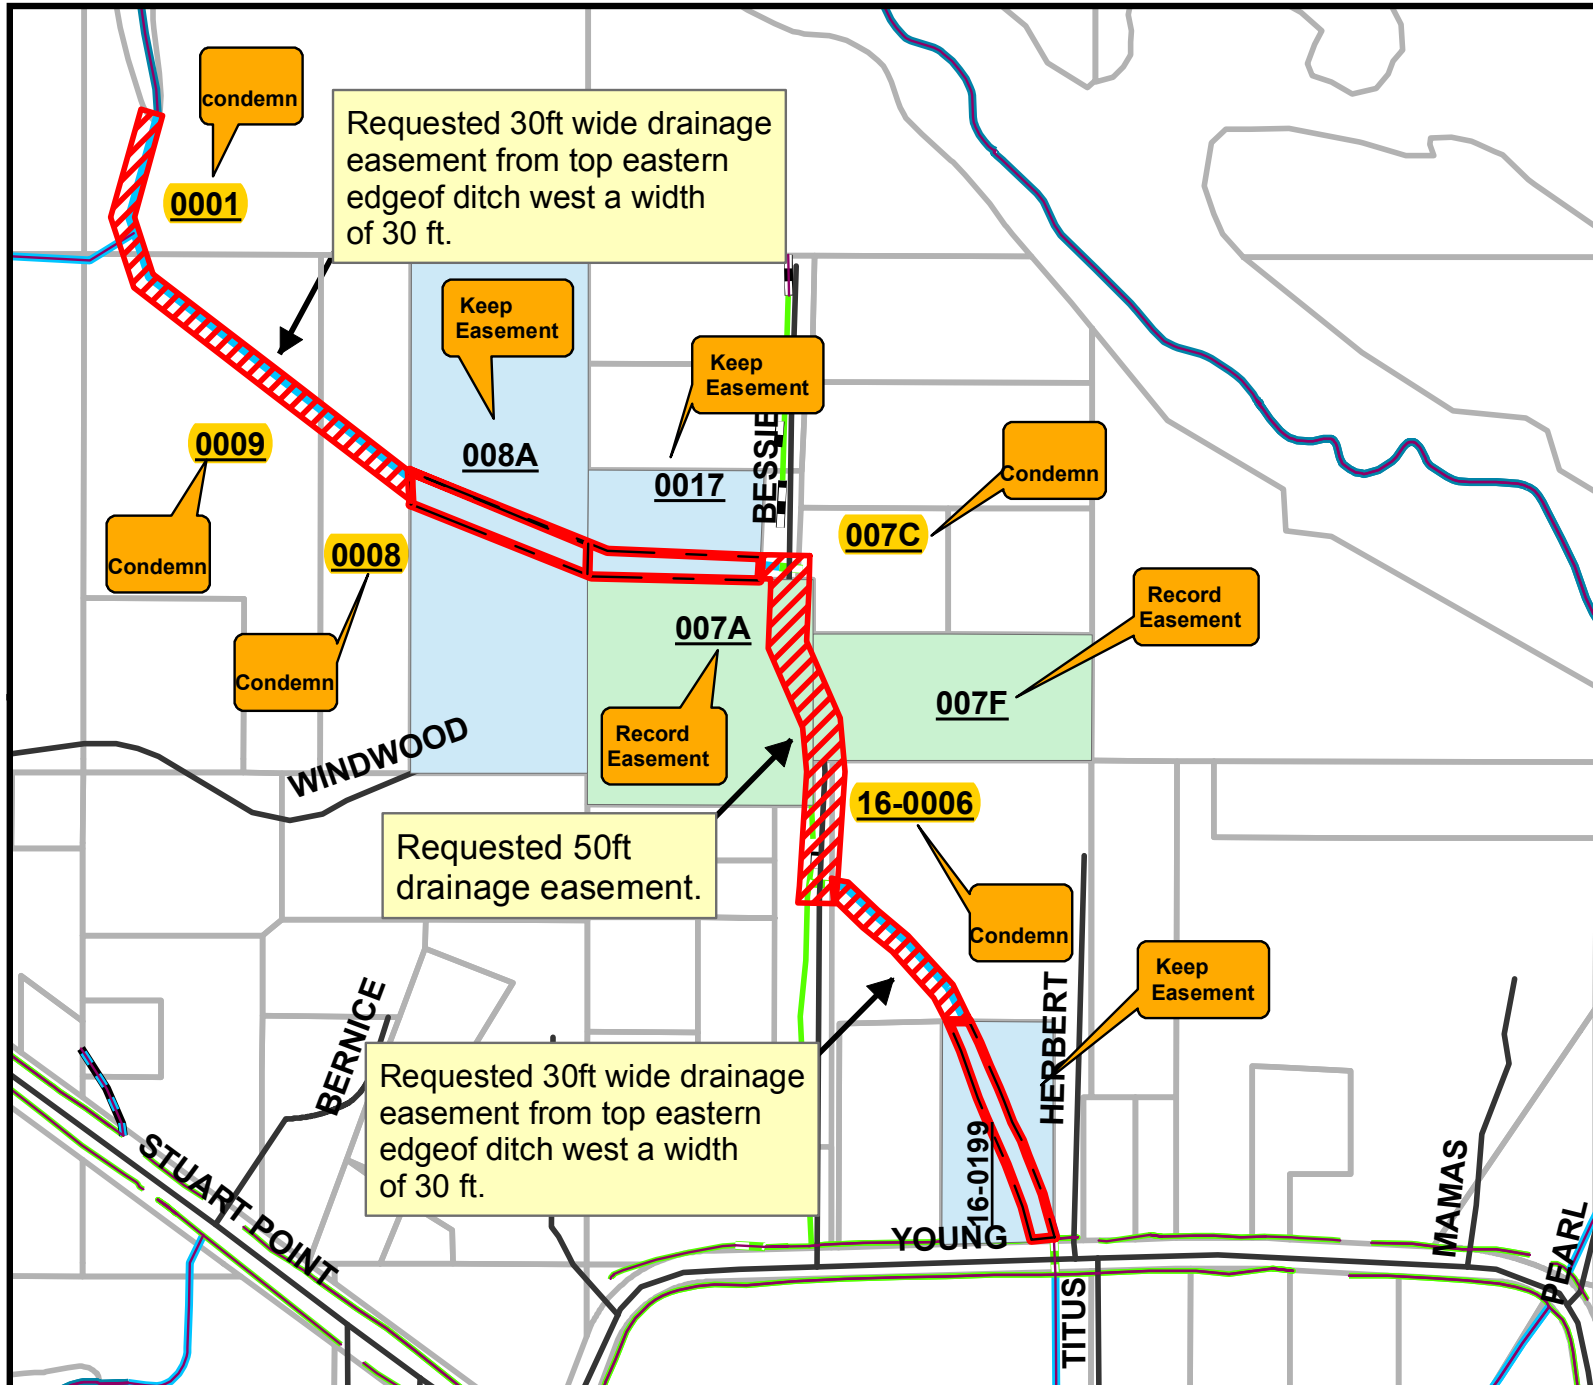 condemn
0001
Requested 30ft wide drainage
easement from top eastern
edgeof ditch west a width
of 30 ft.
Keep
Easement
Keep
Easement
008A
0017
BESSIE
0009
Condemn
007C
Condemn
0008
Condemn
Record
Easement
007A
007F
Record
Easement
WINDWOOD
16-0006
Requested 50ft
drainage easement.
Condemn
Keep
Easement
BERNICE
HERBERT
Requested 30ft wide drainage
easement from top eastern
edgeof ditch west a width
of 30 ft.
16-0199
STUART POINT
YOUNG
MAMAS
PEARL
TITUS